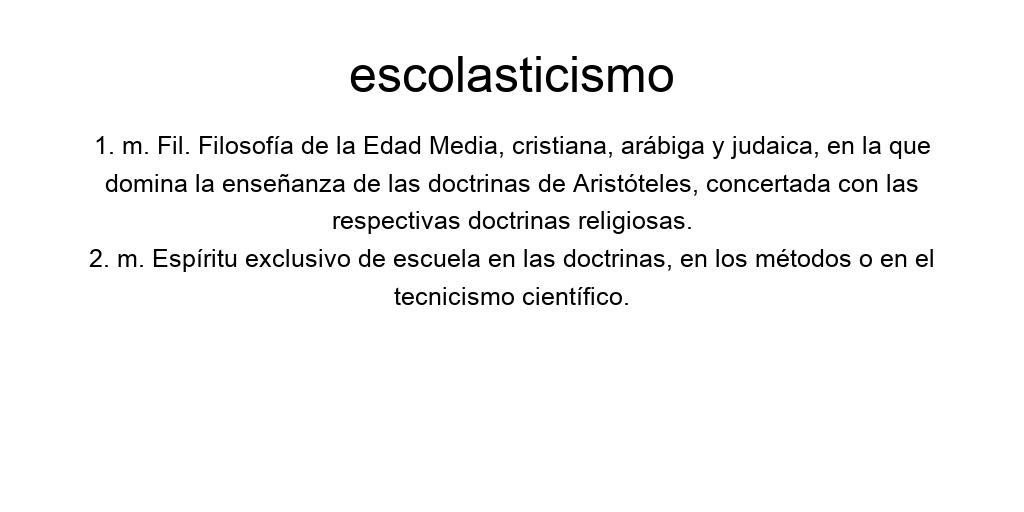 escolasticismo
1. m. Fil. Filosofía de la Edad Media, cristiana, arábiga y judaica, en la que
domina la enseñanza de las doctrinas de Aristóteles, concertada con las
respectivas doctrinas religiosas.
2. m. Espíritu exclusivo de escuela en las doctrinas, en los métodos o en el
tecnicismo científico.